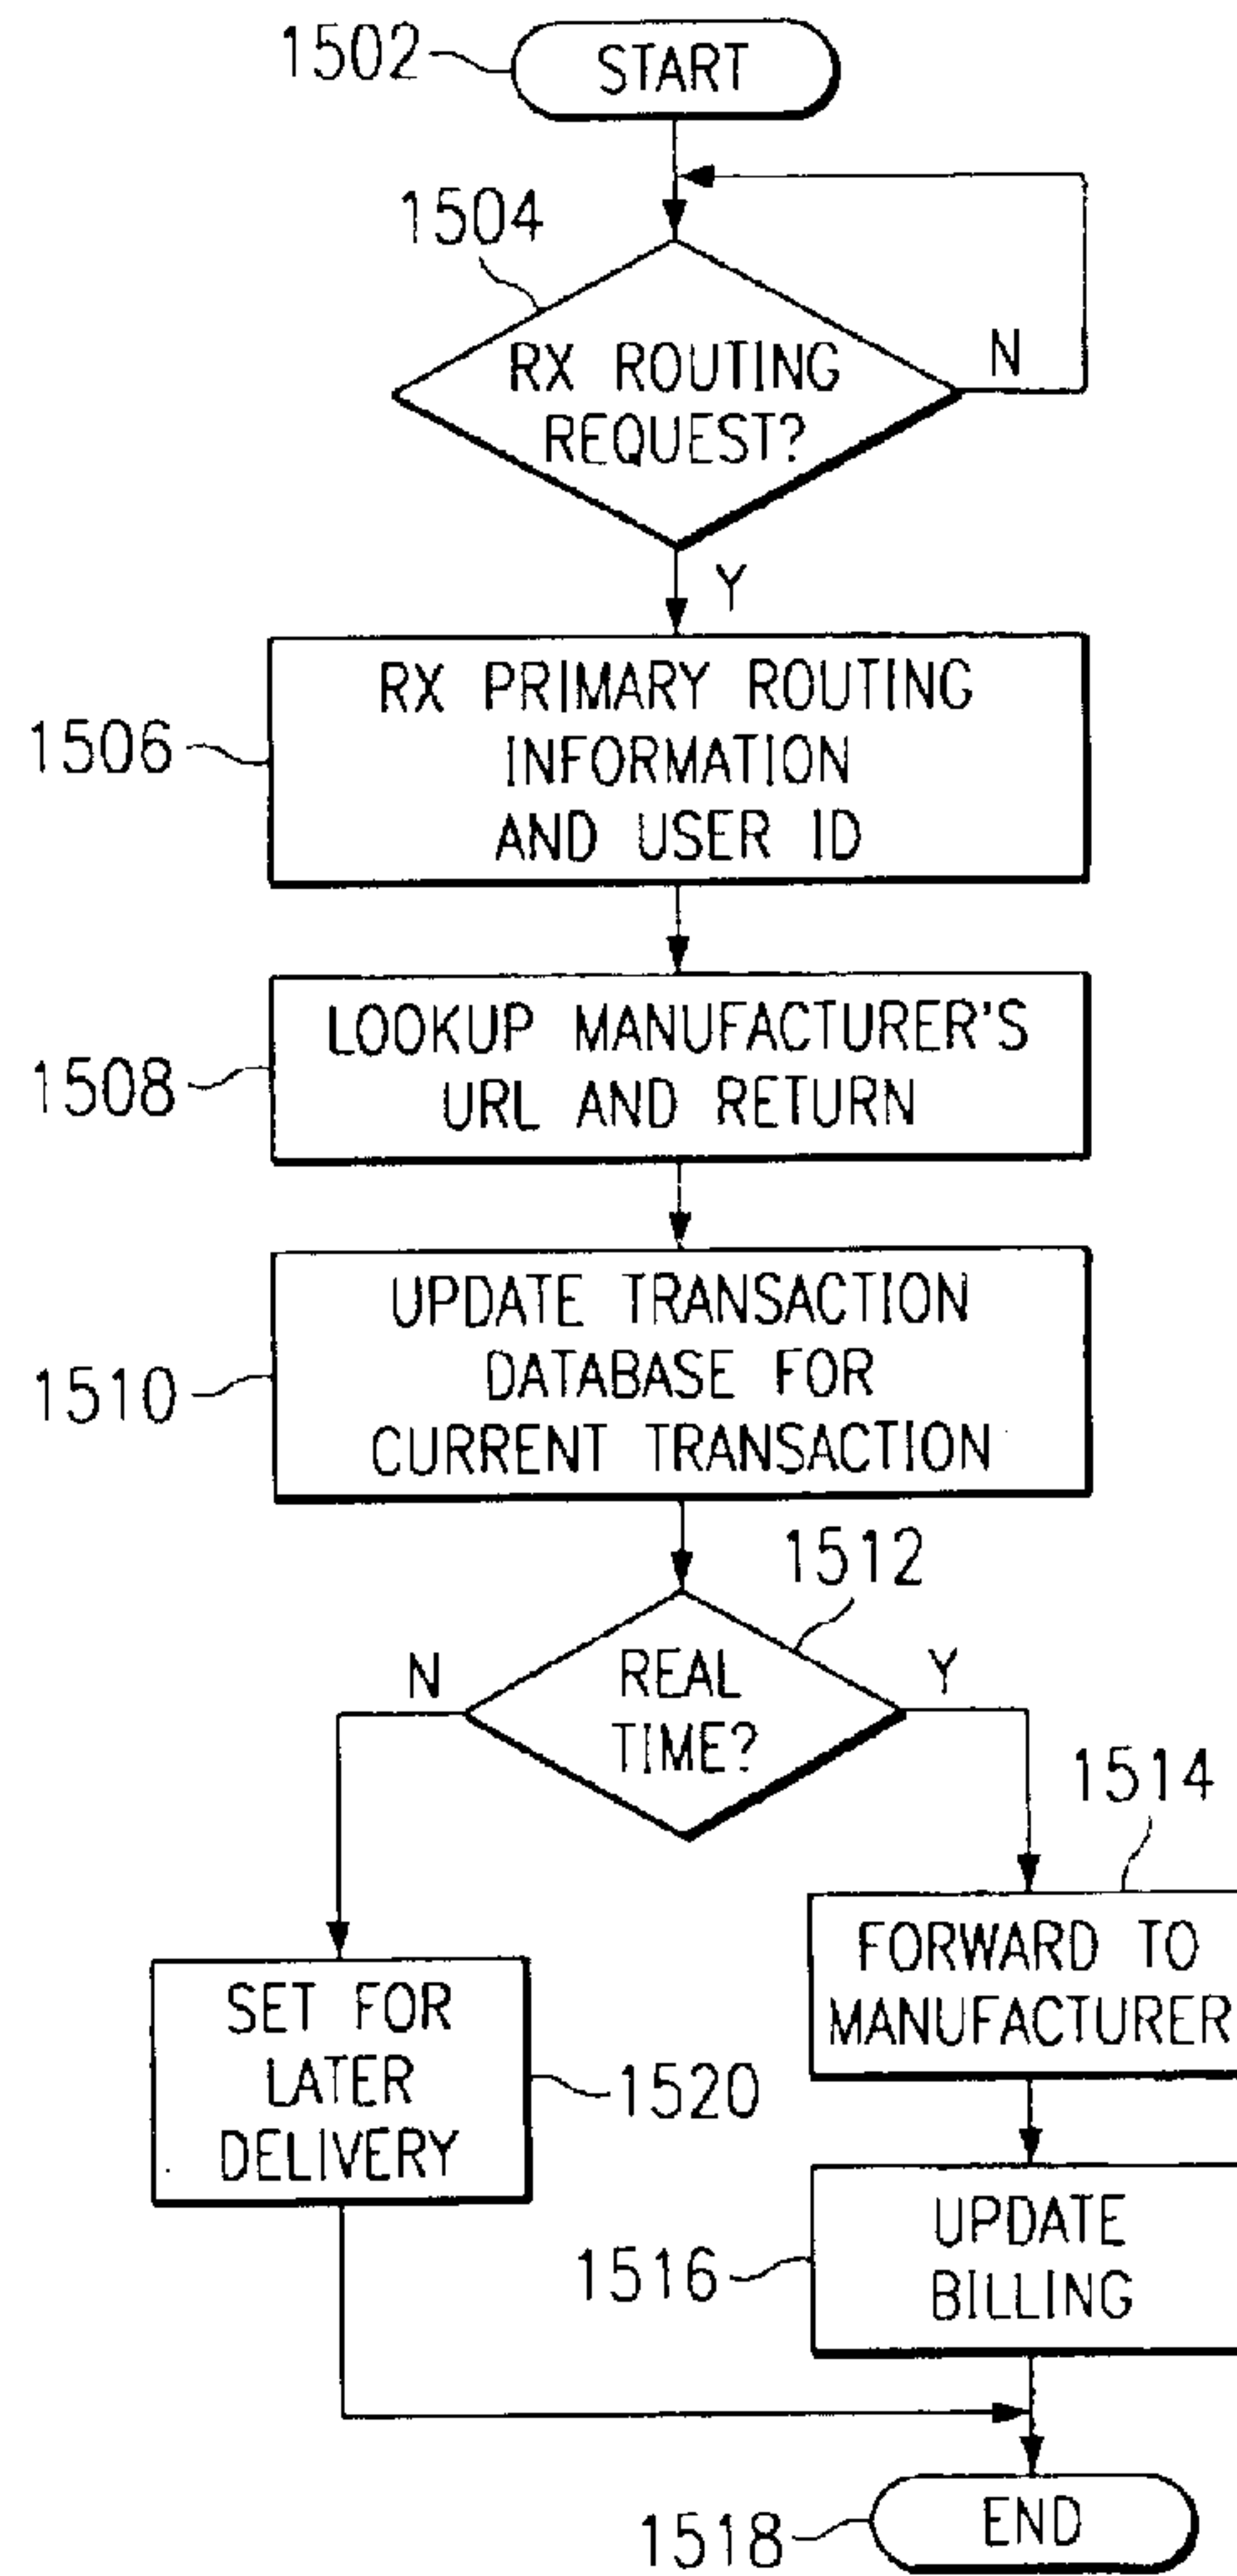 1502
START
1504
RX ROUTING
REQUEST?
N
Y
1506
RX PRIMARY ROUTING
INFORMATION
AND USER ID
1508
LOOKUP MANUFACTURER'S
URL AND RETURN
1510
UPDATE TRANSACTION
DATABASE FOR
CURRENT TRANSACTION
1512
N
REAL
TIME?
Y
1514
FORWARD TO
MANUFACTURER
SET FOR
LATER
DELIVERY
1520
1516
UPDATE
BILLING
1518
END